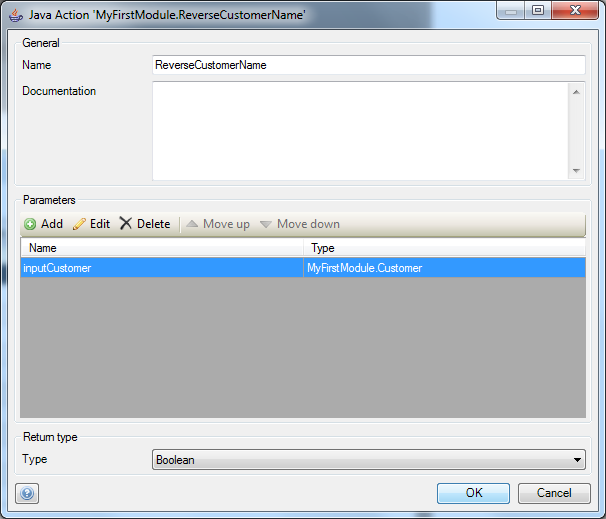 Java Action 'MyFirstModule.ReverseCustomerName'
General
Name ReverseCustomerName
Documentation
Parameters
Add Edit Delete Move up Move down
Name Type
inputCustomer MyFirstModule.Customer
Return type
Type Boolean
? OK Cancel